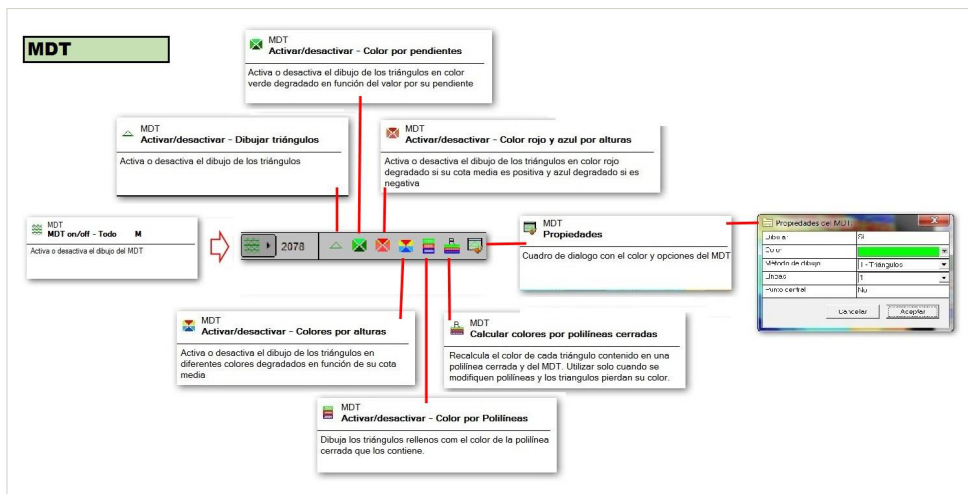 MDT
MDT
Activar/desactivar - Color por pendientes
Activa o desactiva el dibujo de los triángulos en color
verde degradado en función del valor por su pendiente
MDT
Activar/desactivar - Dibujar triángulos
Activa o desactiva el dibujo de los triángulos
MDT
Activar/desactivar - Color rojo y azul por alturas
Activa o desactiva el dibujo de los triángulos en color rojo
degradado si su cota media es positiva y azul degradado si es
negativa
MDT
MDT on/off - Todo M
Activa o desactiva el dibujo del MDT
2078
MDT
Propiedades
Cuadro de dialogo con el color y opciones del MDT
Propiedades del MDT
Dibujar
Si
Color
Método de dibujo
1 - Triángulos
Líneas
1
Punto central
No
Cancelar
Aceptar
MDT
Activar/desactivar - Colores por alturas
Activa o desactiva el dibujo de los triángulos en
diferentes colores degradados en función de su cota
media
MDT
Calcular colores por polilíneas cerradas
Recalcula el color de cada triángulo contenido en una
polilínea cerrada y del MDT. Utilizar solo cuando se
modifiquen polilíneas y los triangulos pierdan su color.
MDT
Activar/desactivar - Color por Polilíneas
Dibuja los triángulos rellenos com el color de la polilínea
cerrada que los contiene.